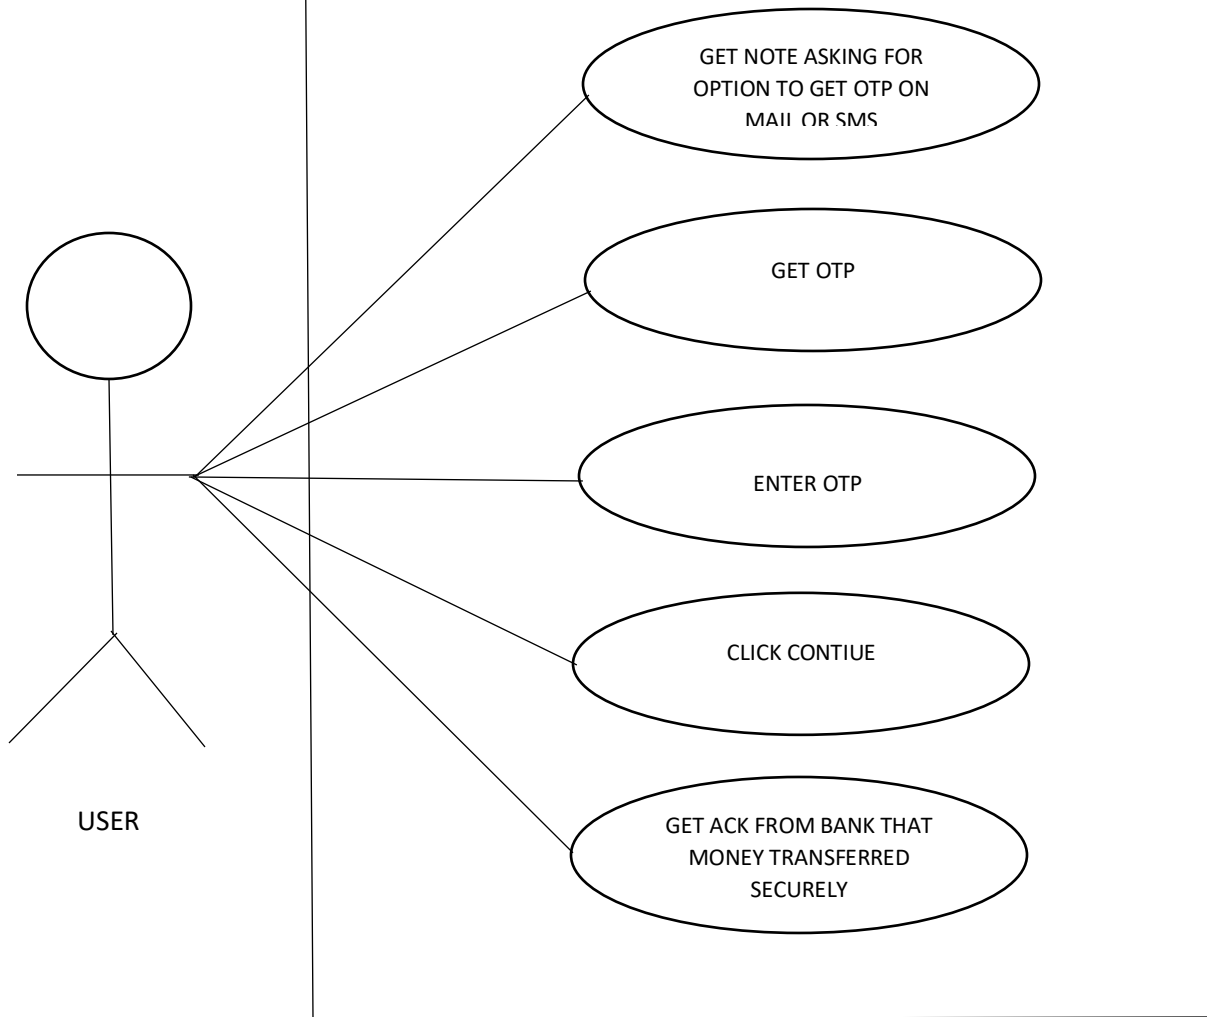 GET NOTE ASKING FOR
OPTION TO GET OTP ON
MAIL OR SMS
GET OTP
ENTER OTP
CLICK CONTIUE
USER
GET ACK FROM BANK THAT
MONEY TRANSFERRED
SECURELY